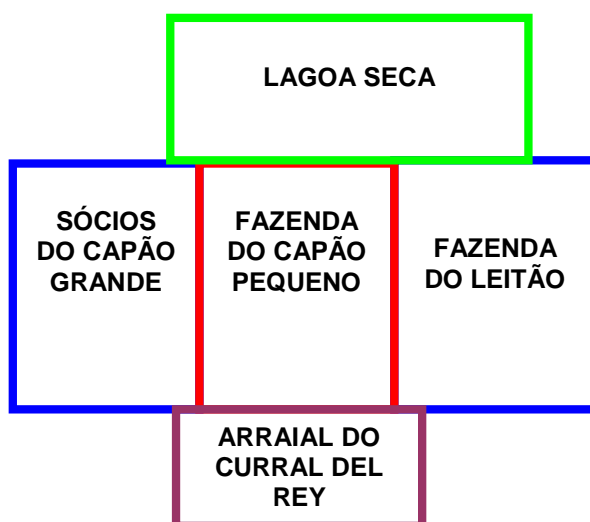 LAGOA SECA
SÓCIOS
DO CAPÃO
GRANDE
FAZENDA
DO CAPÃO
PEQUENO
FAZENDA
DO LEITÃO
ARRAIAL DO
CURRAL DEL
REY